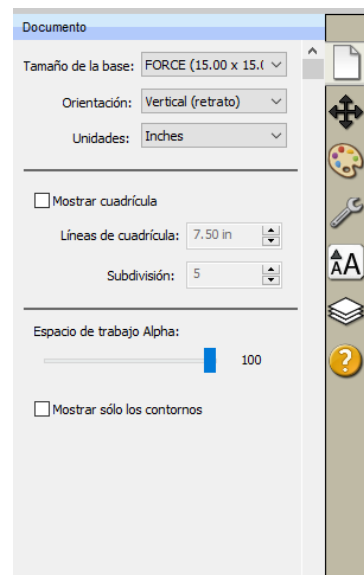 Documento
Tamaño de la base: FORCE (15.00 x 15.(
Orientación: Vertical (retrato)
Unidades: Inches
Mostrar cuadrícula
Líneas de cuadrícula: 7.50 in
Subdivisión: 5
Espacio de trabajo Alpha:
100
Mostrar sólo los contornos
AA
?